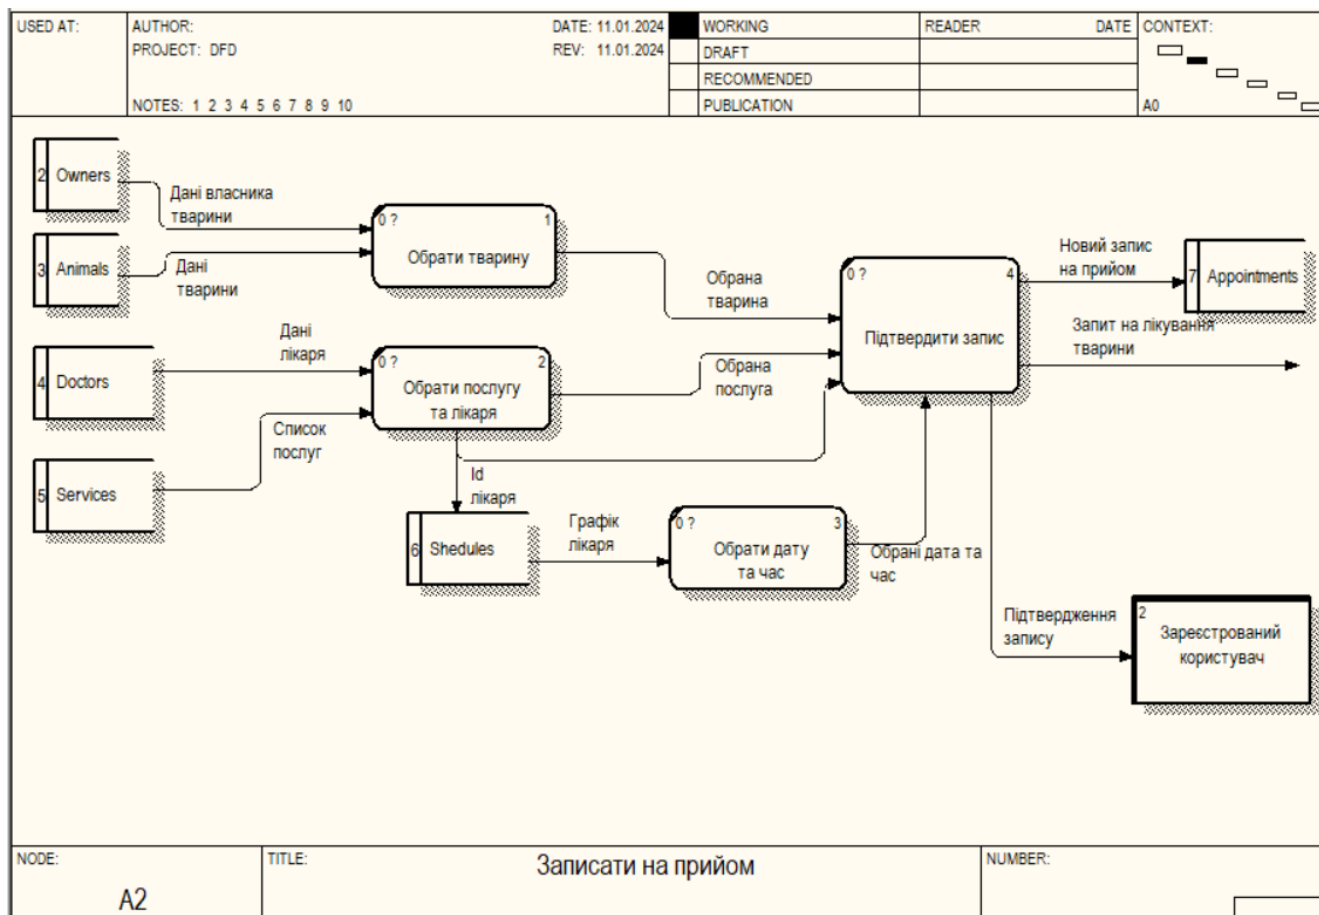 USED AT:
AUTHOR:
DATE: 11.01.2024
PROJECT: DFD
REV: 11.01.2024
NOTES: 1 2 3 4 5 6 7 8 9 10
WORKING
DRAFT
RECOMMENDED
PUBLICATION
READER
DATE
CONTEXT:
A0
2
Owners
Дані власника
тварини
3
Animals
Дані
тварини
0 ?
1
Обрати тварину
Обрана
тварина
4
Doctors
Дані
лікаря
5
Services
Список
послуг
0 ?
2
Обрати послугу
та лікаря
Обрана
послуга
Id
лікаря
6
Shedules
Графік
лікаря
0 ?
3
Обрати дату
та час
Обрані дата та
час
0 ?
4
Підтвердити запис
Новий запис
на прийом
7
Appointments
Запит на лікування
тварини
Підтвердження
запису
2
Зареєстрований
користувач
NODE:
A2
TITLE:
Записати на прийом
NUMBER: